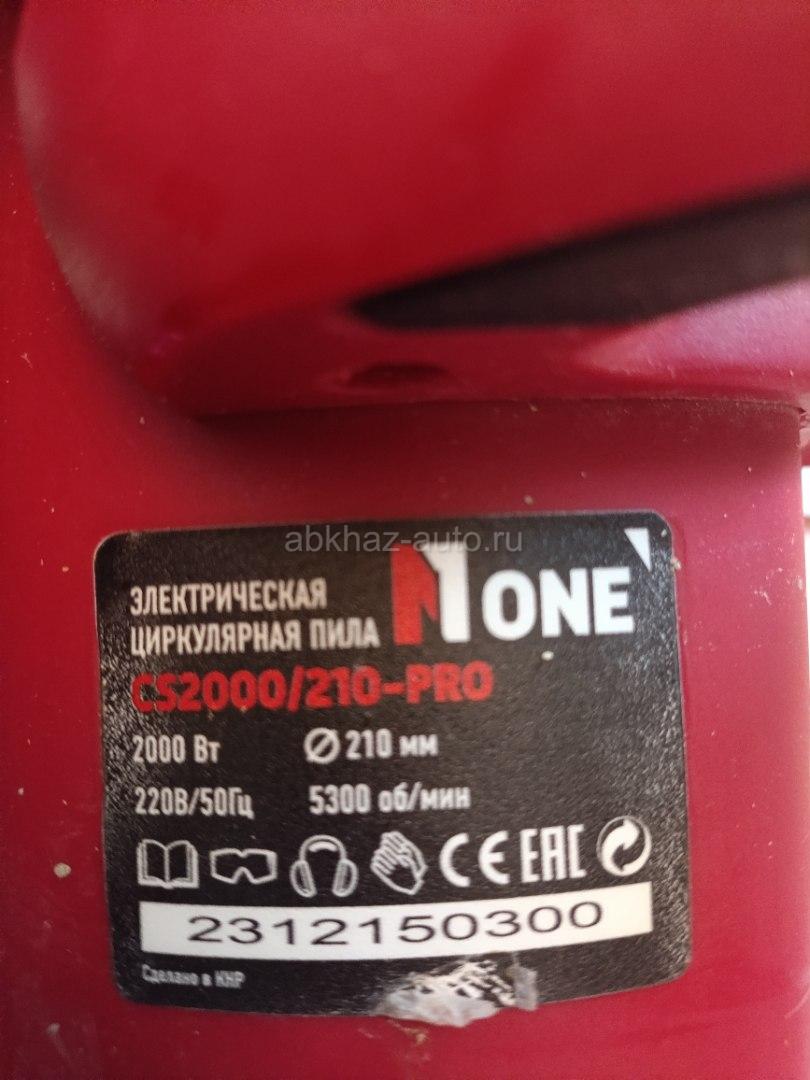 abkhaz-auto.ru
ЭЛЕКТРИЧЕСКАЯ
ЦИРКУЛЯРНАЯ ПИЛА
ONE
CS2000/210-PRO
2000 Вт Ø 210 мм
220В/50Гц 5300 об/мин
CE EAC
2312150300
Сделано в КНР